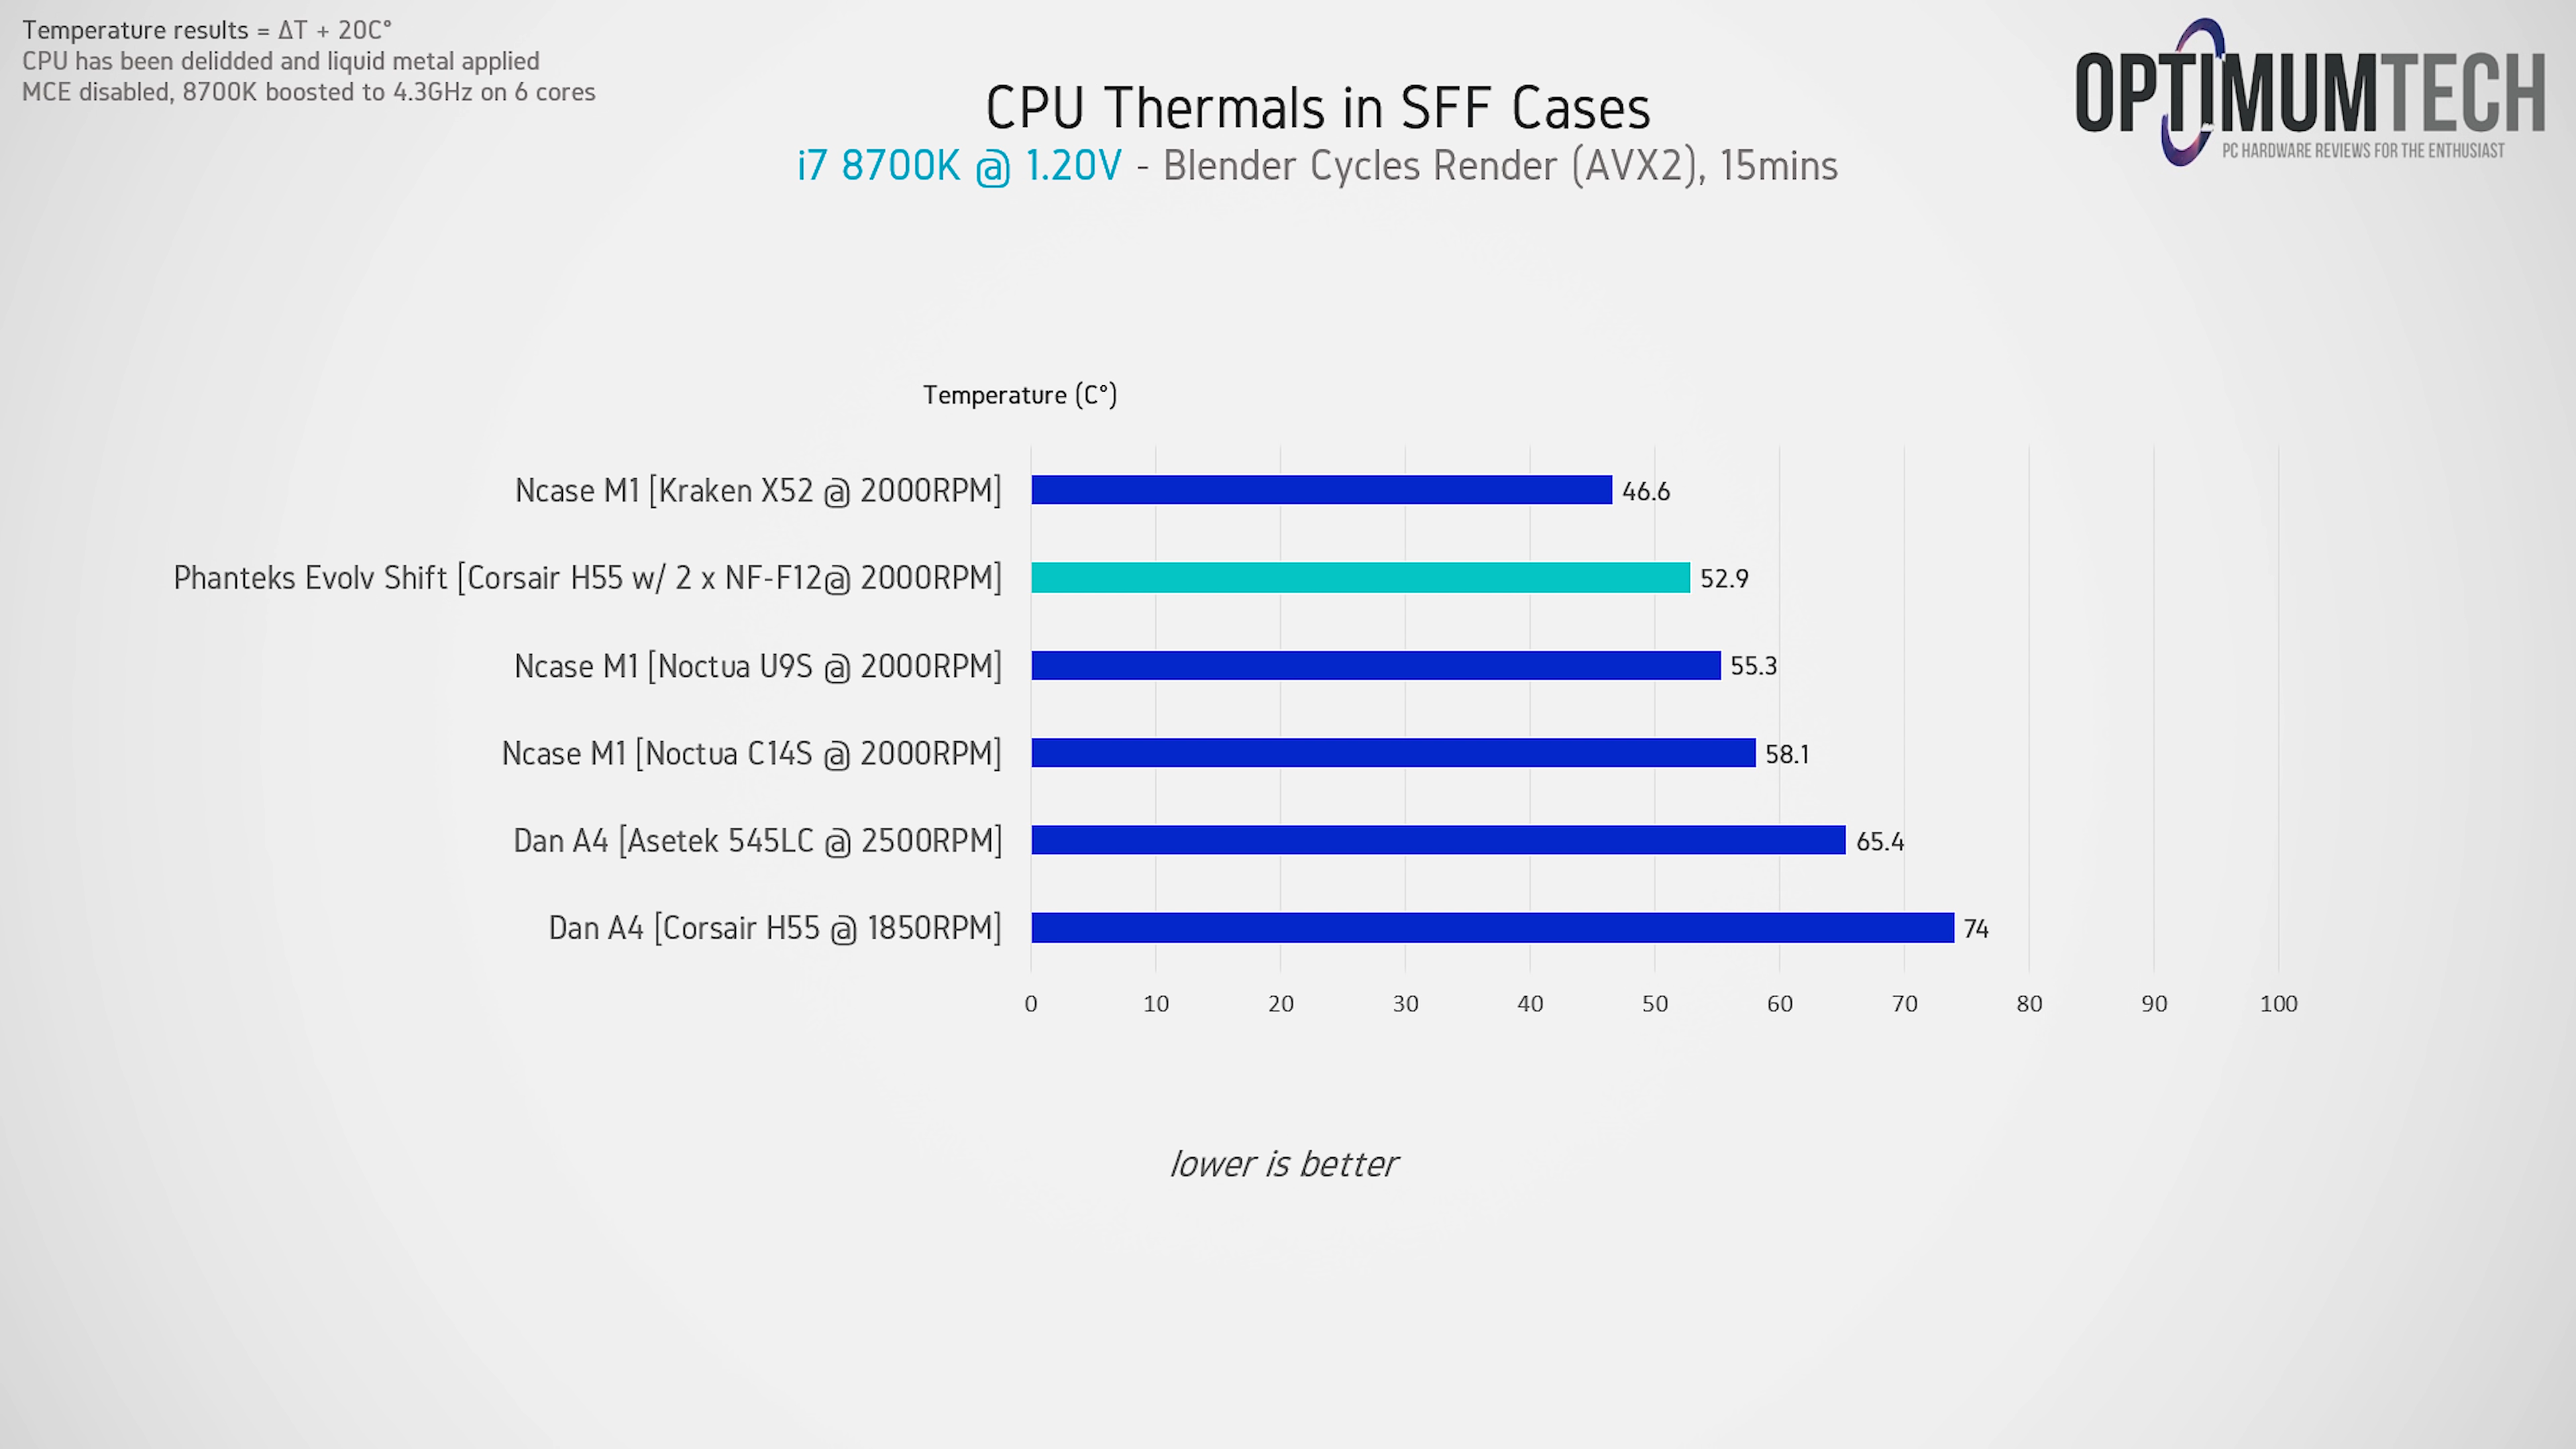 Temperature results = ΔT + 20C°
CPU has been delidded and liquid metal applied
MCE disabled, 8700K boosted to 4.3GHz on 6 cores
OPTIMUMTECH
PC HARDWARE REVIEWS FOR THE ENTHUSIAST
CPU Thermals in SFF Cases
i7 8700K @ 1.20V - Blender Cycles Render (AVX2), 15mins
Temperature (C°)
Ncase M1 [Kraken X52 @ 2000RPM] 46.6
Phanteks Evolv Shift [Corsair H55 w/ 2 x NF-F12@ 2000RPM] 52.9
Ncase M1 [Noctua U9S @ 2000RPM] 55.3
Ncase M1 [Noctua C14S @ 2000RPM] 58.1
Dan A4 [Asetek 545LC @ 2500RPM] 65.4
Dan A4 [Corsair H55 @ 1850RPM] 74
0 10 20 30 40 50 60 70 80 90 100
lower is better